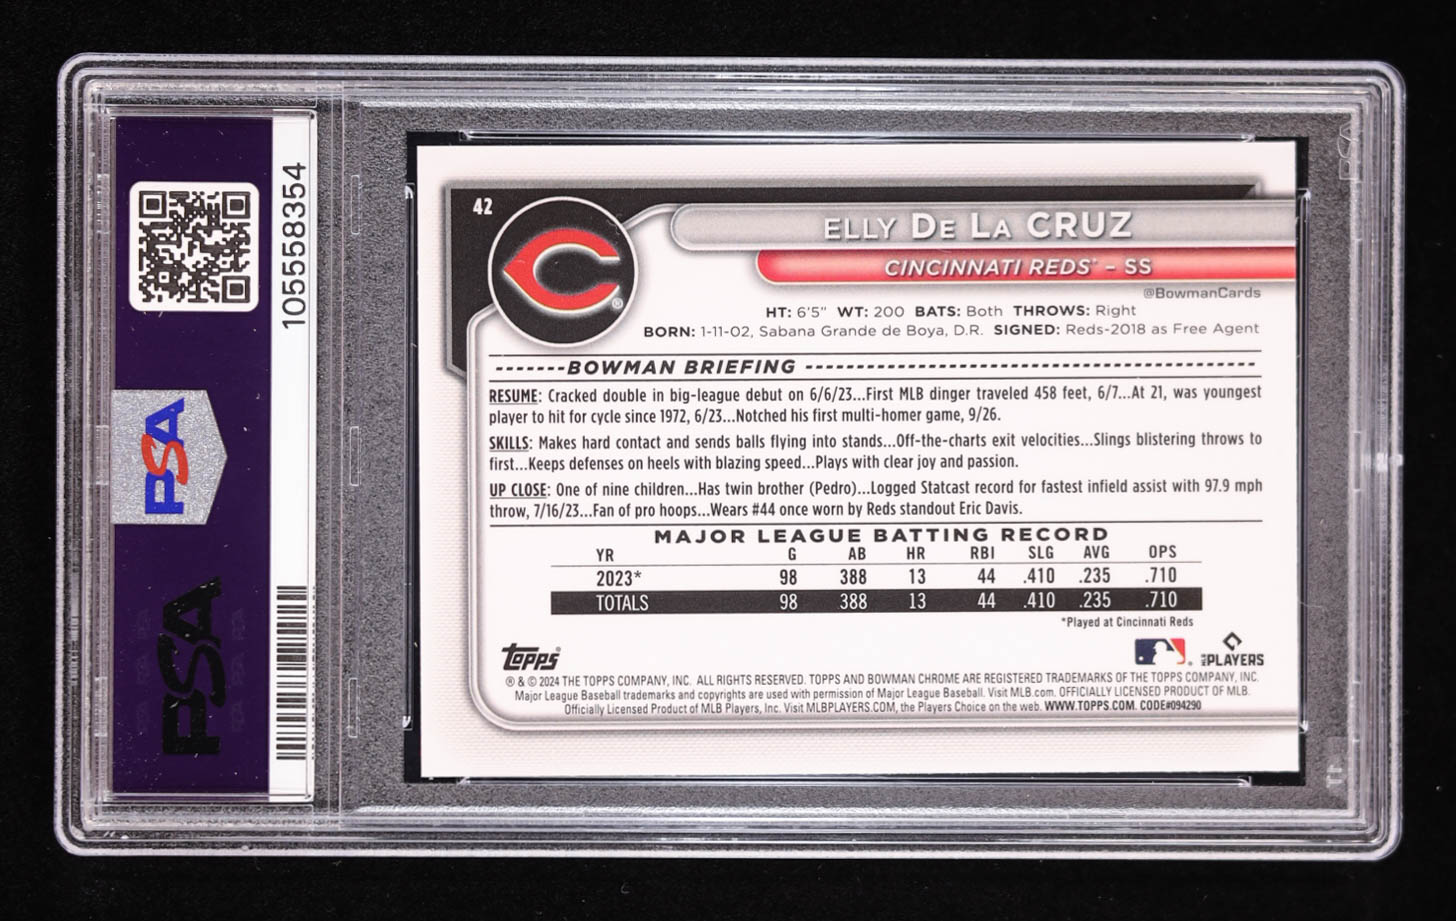 105558354
PSA
PSA
42
ELLY DE LA CRUZ
CINCINNATI REDS® – SS
@BowmanCards
HT: 6'5" WT: 200 BATS: Both THROWS: Right
BORN: 1-11-02, Sabana Grande de Boya, D.R. SIGNED: Reds-2018 as Free Agent
BOWMAN BRIEFING
RESUME: Cracked double in big-league debut on 6/6/23...First MLB dinger traveled 458 feet, 6/7...At 21, was youngest
player to hit for cycle since 1972, 6/23...Notched his first multi-homer game, 9/26.
SKILLS: Makes hard contact and sends balls flying into stands...Off-the-charts exit velocities...Slings blistering throws to
first...Keeps defenses on heels with blazing speed...Plays with clear joy and passion.
UP CLOSE: One of nine children...Has twin brother (Pedro)...Logged Statcast record for fastest infield assist with 97.9 mph
throw, 7/16/23...Fan of pro hoops...Wears #44 once worn by Reds standout Eric Davis.
MAJOR LEAGUE BATTING RECORD
YR G AB HR RBI SLG AVG OPS
2023* 98 388 13 44 .410 .235 .710
TOTALS 98 388 13 44 .410 .235 .710
*Played at Cincinnati Reds
TOPPS® MLB PLAYERS
® & © 2024 THE TOPPS COMPANY, INC. ALL RIGHTS RESERVED. TOPPS AND BOWMAN CHROME ARE REGISTERED TRADEMARKS OF THE TOPPS COMPANY, INC.
Major League Baseball trademarks and copyrights are used with permission of Major League Baseball. Visit MLB.com. OFFICIALLY LICENSED PRODUCT OF MLB.
Officially Licensed Product of MLB Players, Inc. Visit MLBPLAYERS.COM, the Players Choice on the web. WWW.TOPPS.COM. CODE#094290